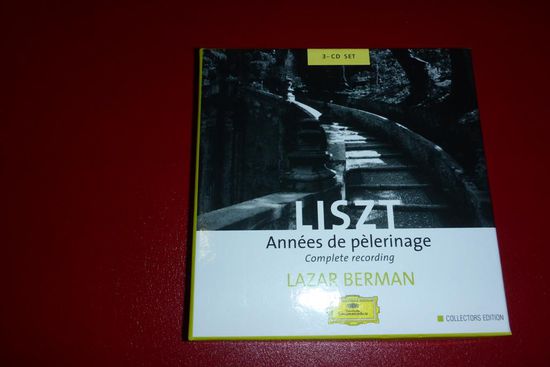 3-CD SET
LISZT
Années de pèlerinage
Complete recording
LAZAR BERMAN
COLLECTORS EDITION